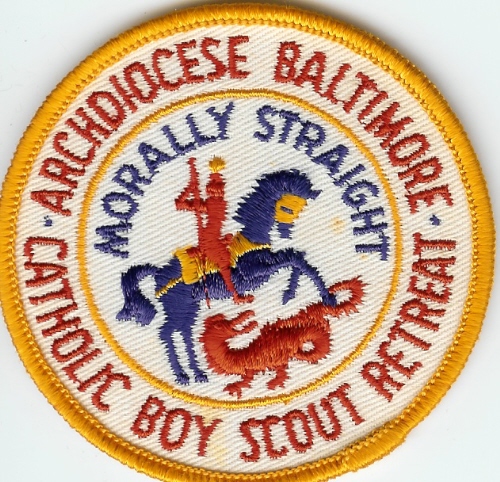 · ARCHDIOCESE BALTIMORE ·
CATHOLIC BOY SCOUT RETREAT
MORALLY STRAIGHT